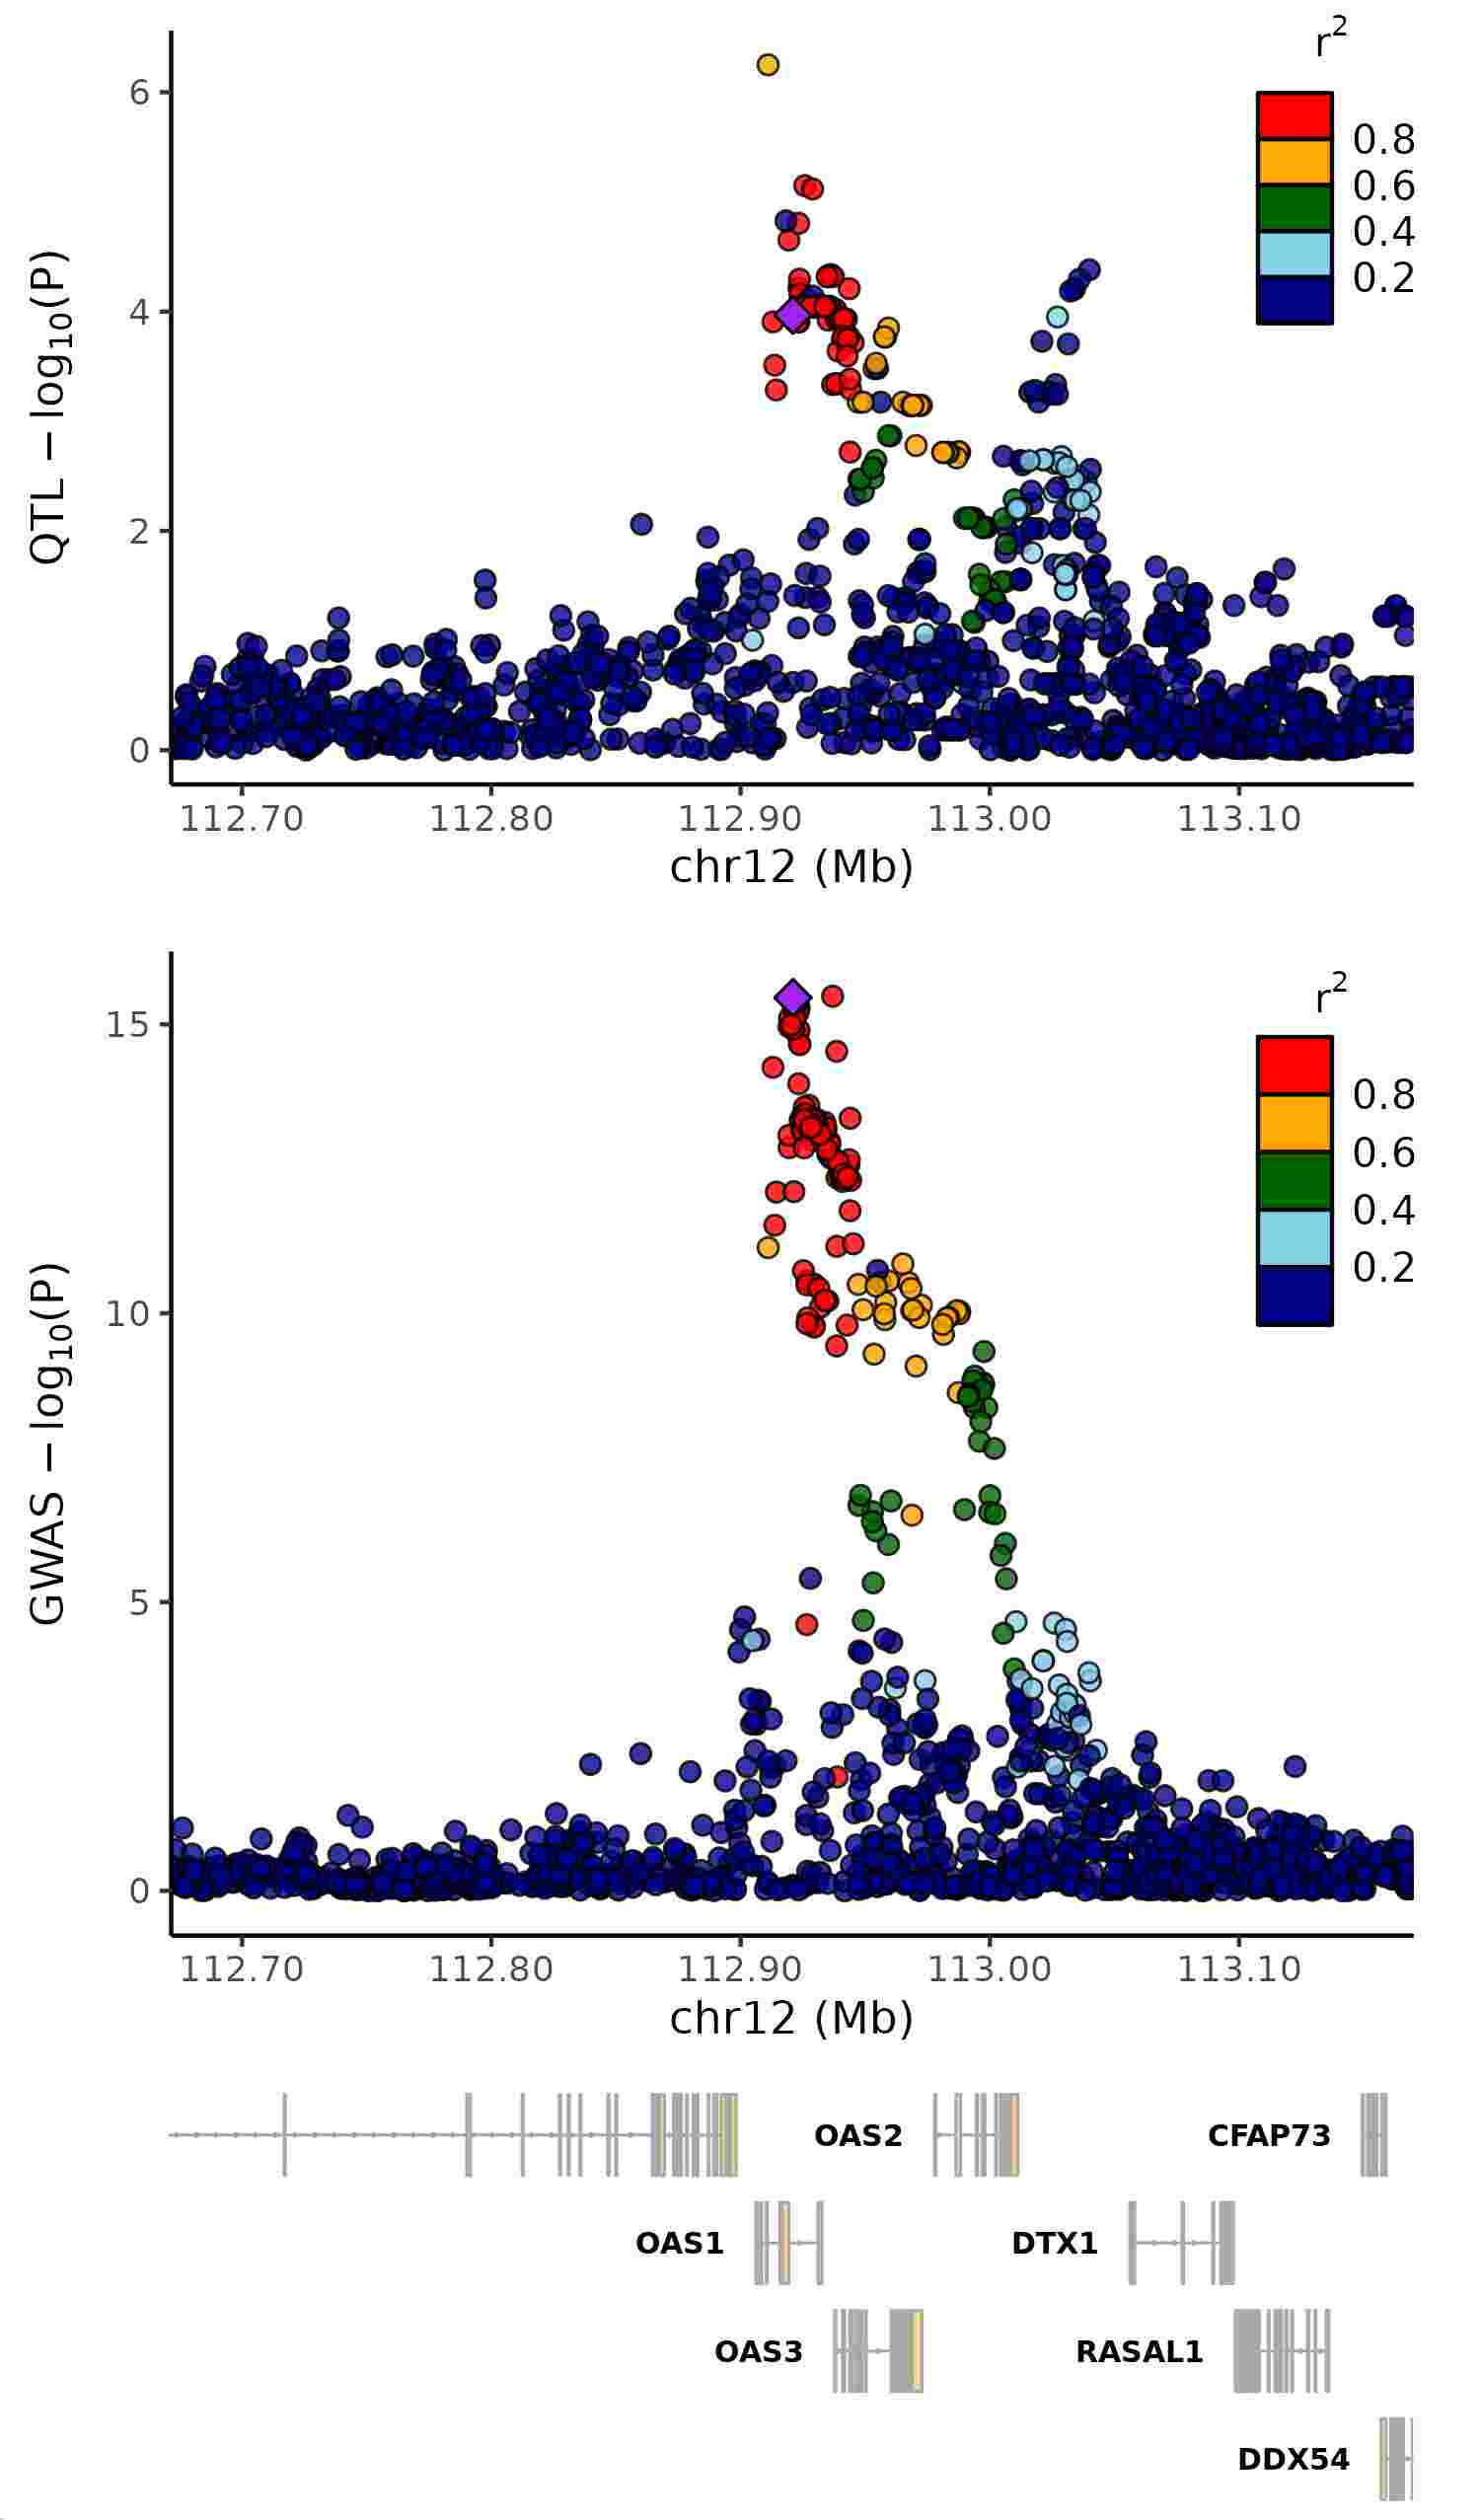 r²
6
4
2
0
QTL −log₁₀(P)
0.8
0.6
0.4
0.2
112.70 112.80 112.90 113.00 113.10
chr12 (Mb)
r²
15
10
5
0
GWAS −log₁₀(P)
0.8
0.6
0.4
0.2
112.70 112.80 112.90 113.00 113.10
chr12 (Mb)
OAS2 CFAP73
OAS1 DTX1
OAS3 RASAL1
DDX54